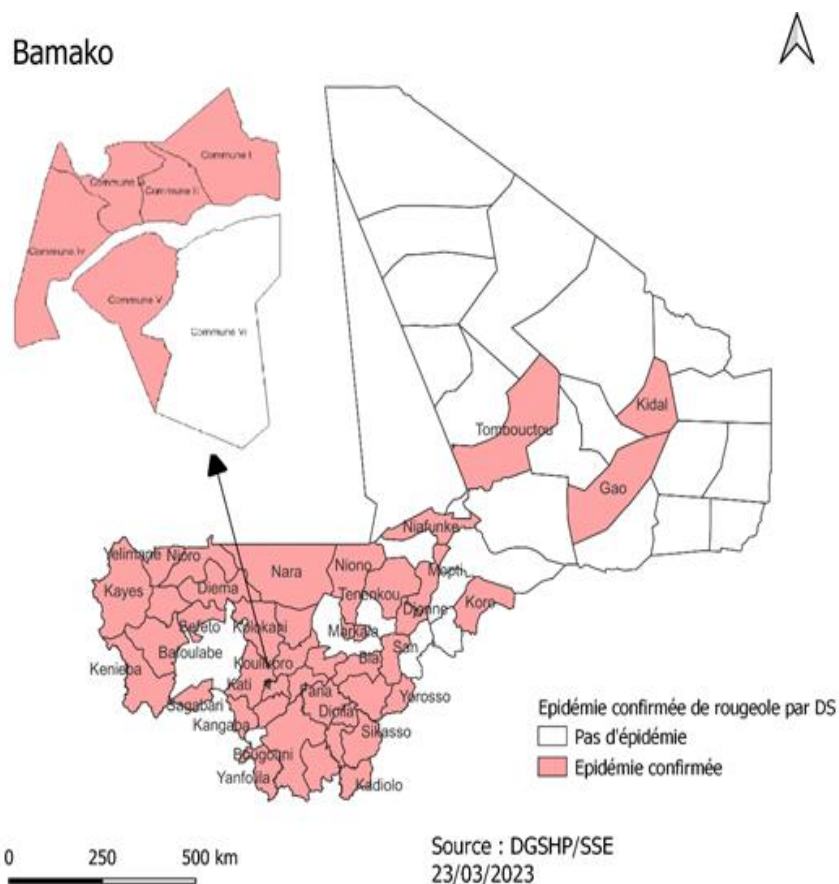 Bamako
Commune I
Commune II
Commune IV
Commune V
Commune VI
Kidal
Tombouctou
Gao
Niafunke
Yelimane
Nioro
Nara
Niono
Mopti
Kayes
Diema
Tenenkou
Djenne
Koro
Sefeto
Kolokani
Markala
San
Kenieba
Bafoulabe
Koulikoro
Bla
Kati
Fana
Yorosso
Sagabari
Dioila
Kangaba
Sikasso
Bougouni
Yanfolila
Kadiolo
Epidémie confirmée de rougeole par DS
Pas d'épidémie
Epidémie confirmée
0 250 500 km
Source : DGSHP/SSE
23/03/2023